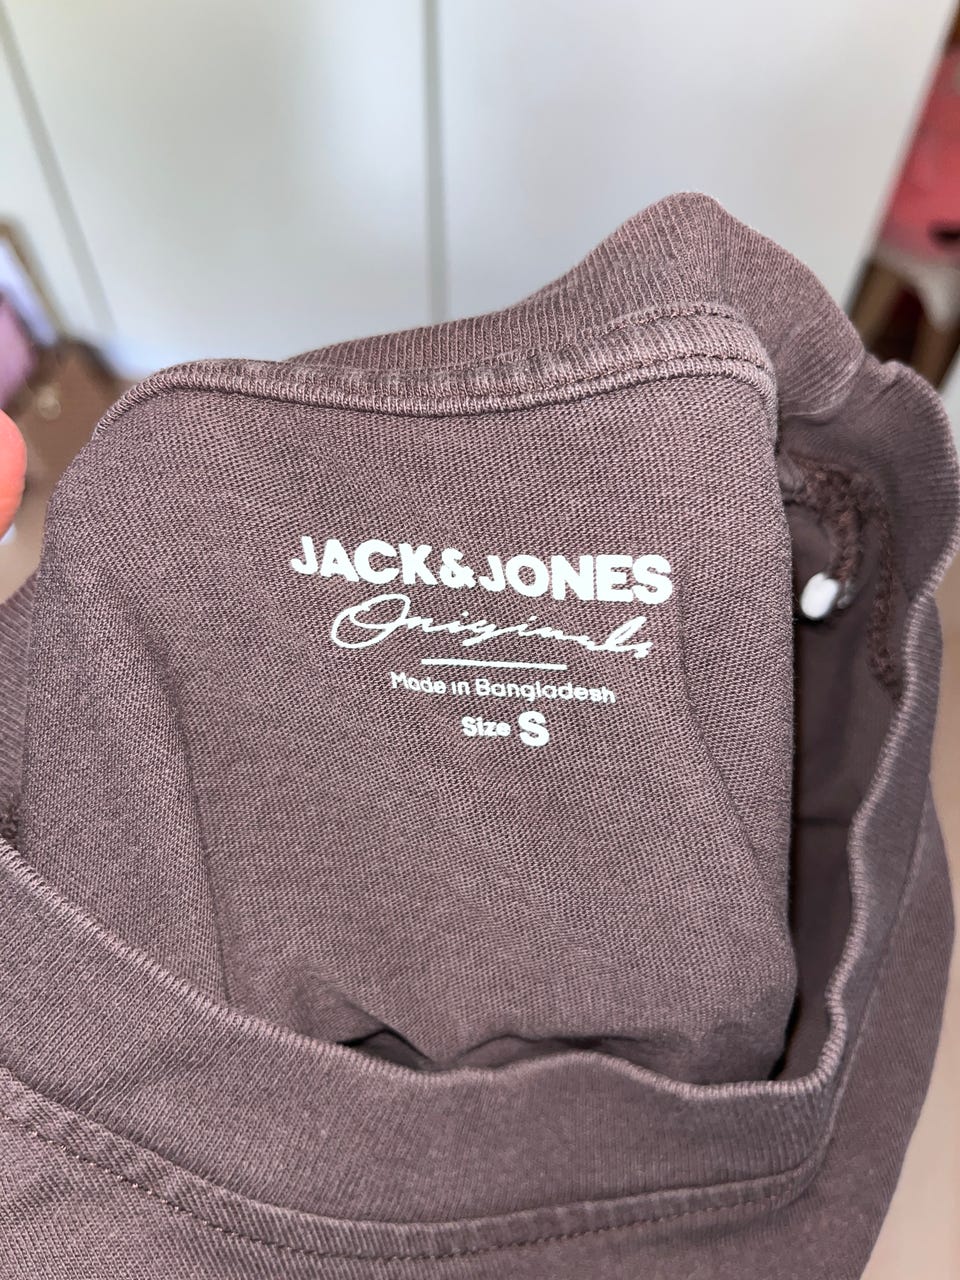 JACK&JONES
Originals
Made in Bangladesh
Size S